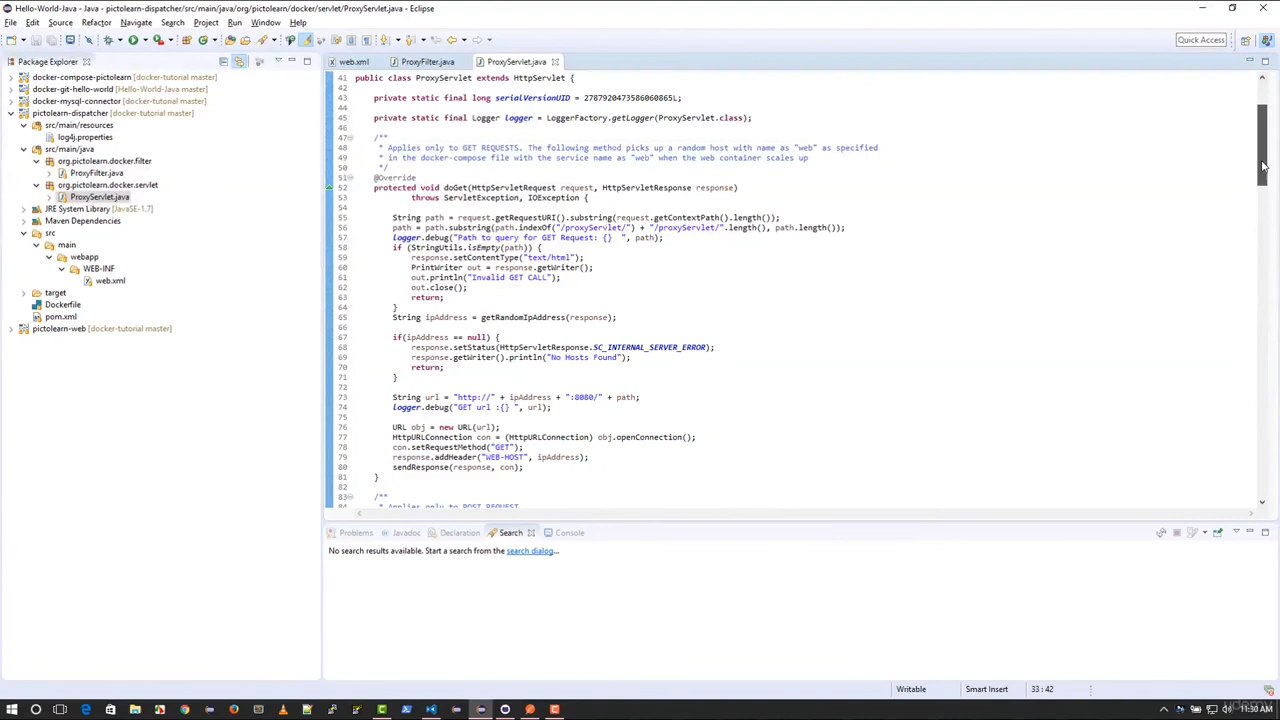 Hello-World-Java - Java - pictolearn-dispatcher/src/main/java/org/pictolearn/docker/servlet/ProxyServlet.java - Eclipse
File Edit Source Refactor Navigate Search Project Run Window Help
Quick Access
Package Explorer
web.xml ProxyFilter.java ProxyServlet.java
docker-compose-pictolearn [docker-tutorial master]
docker-git-hello-world [Hello-World-Java master]
docker-mysql-connector [docker-tutorial master]
pictolearn-dispatcher [docker-tutorial master]
src/main/resources
log4j.properties
src/main/java
org.pictolearn.docker.filter
ProxyFilter.java
org.pictolearn.docker.servlet
ProxyServlet.java
JRE System Library [JavaSE-1.7]
Maven Dependencies
src
main
webapp
WEB-INF
web.xml
target
Dockerfile
pom.xml
pictolearn-web [docker-tutorial master]
41 public class ProxyServlet extends HttpServlet {
42
43 private static final long serialVersionUID = 2787920473586060865L;
44
45 private static final Logger logger = LoggerFactory.getLogger(ProxyServlet.class);
46
47 /**
48 * Applies only to GET REQUESTS. The following method picks up a random host with name as "web" as specified
49 * in the docker-compose file with the service name as "web" when the web container scales up
50 */
51 @Override
52 protected void doGet(HttpServletRequest request, HttpServletResponse response)
53 throws ServletException, IOException {
54
55 String path = request.getRequestURI().substring(request.getContextPath().length());
56 path = path.substring(path.indexOf("/proxyServlet/") + "/proxyServlet/".length(), path.length());
57 logger.debug("Path to query for GET Request: {}  ", path);
58 if (StringUtils.isEmpty(path)) {
59 response.setContentType("text/html");
60 PrintWriter out = response.getWriter();
61 out.println("Invalid GET CALL");
62 out.close();
63 return;
64 }
65 String ipAddress = getRandomIpAddress(response);
66
67 if(ipAddress == null) {
68 response.setStatus(HttpServletResponse.SC_INTERNAL_SERVER_ERROR);
69 response.getWriter().println("No Hosts Found");
70 return;
71 }
72
73 String url = "http://" + ipAddress + ":8080/" + path;
74 logger.debug("GET url :{} ", url);
75
76 URL obj = new URL(url);
77 HttpURLConnection con = (HttpURLConnection) obj.openConnection();
78 con.setRequestMethod("GET");
79 response.addHeader("WEB-HOST", ipAddress);
80 sendResponse(response, con);
81 }
82
83 /**
84 * Applies only to POST REQUEST
Problems Javadoc Declaration Search Console
No search results available. Start a search from the search dialog...
Writable Smart Insert 33 : 42
11:30 AM
udemy